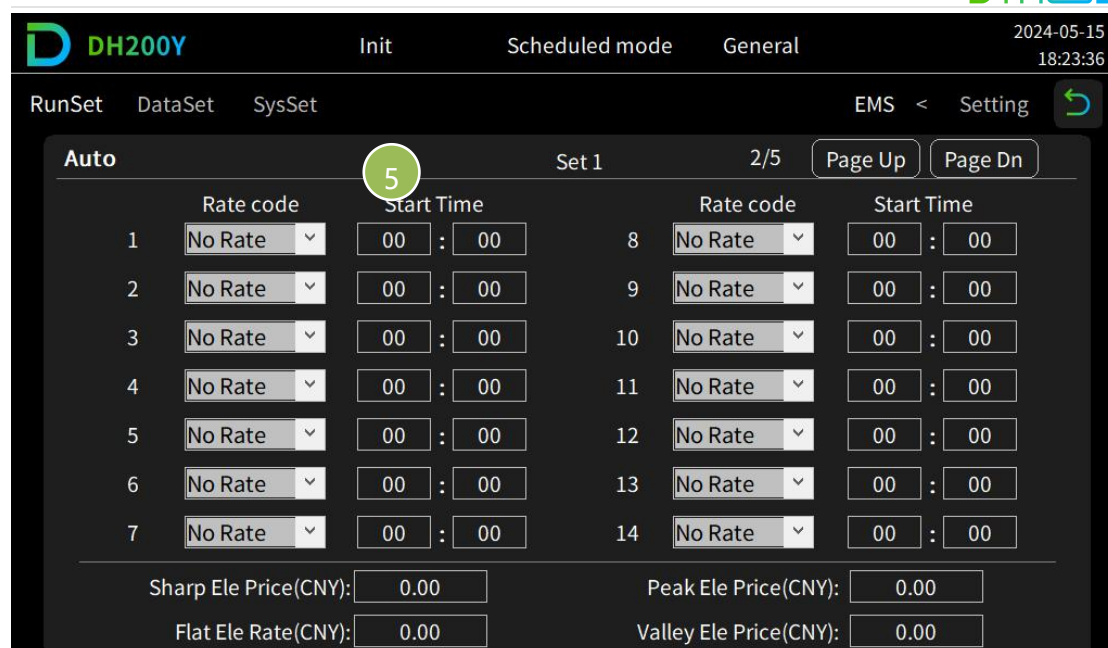 DH200Y Init Scheduled mode General 2024-05-15
18:23:36
RunSet DataSet SysSet EMS < Setting
Auto Set 1 2/5 Page Up Page Dn
5
Rate code Start Time Rate code Start Time
1 No Rate 00 : 00 8 No Rate 00 : 00
2 No Rate 00 : 00 9 No Rate 00 : 00
3 No Rate 00 : 00 10 No Rate 00 : 00
4 No Rate 00 : 00 11 No Rate 00 : 00
5 No Rate 00 : 00 12 No Rate 00 : 00
6 No Rate 00 : 00 13 No Rate 00 : 00
7 No Rate 00 : 00 14 No Rate 00 : 00
Sharp Ele Price(CNY): 0.00 Peak Ele Price(CNY): 0.00
Flat Ele Rate(CNY): 0.00 Valley Ele Price(CNY): 0.00